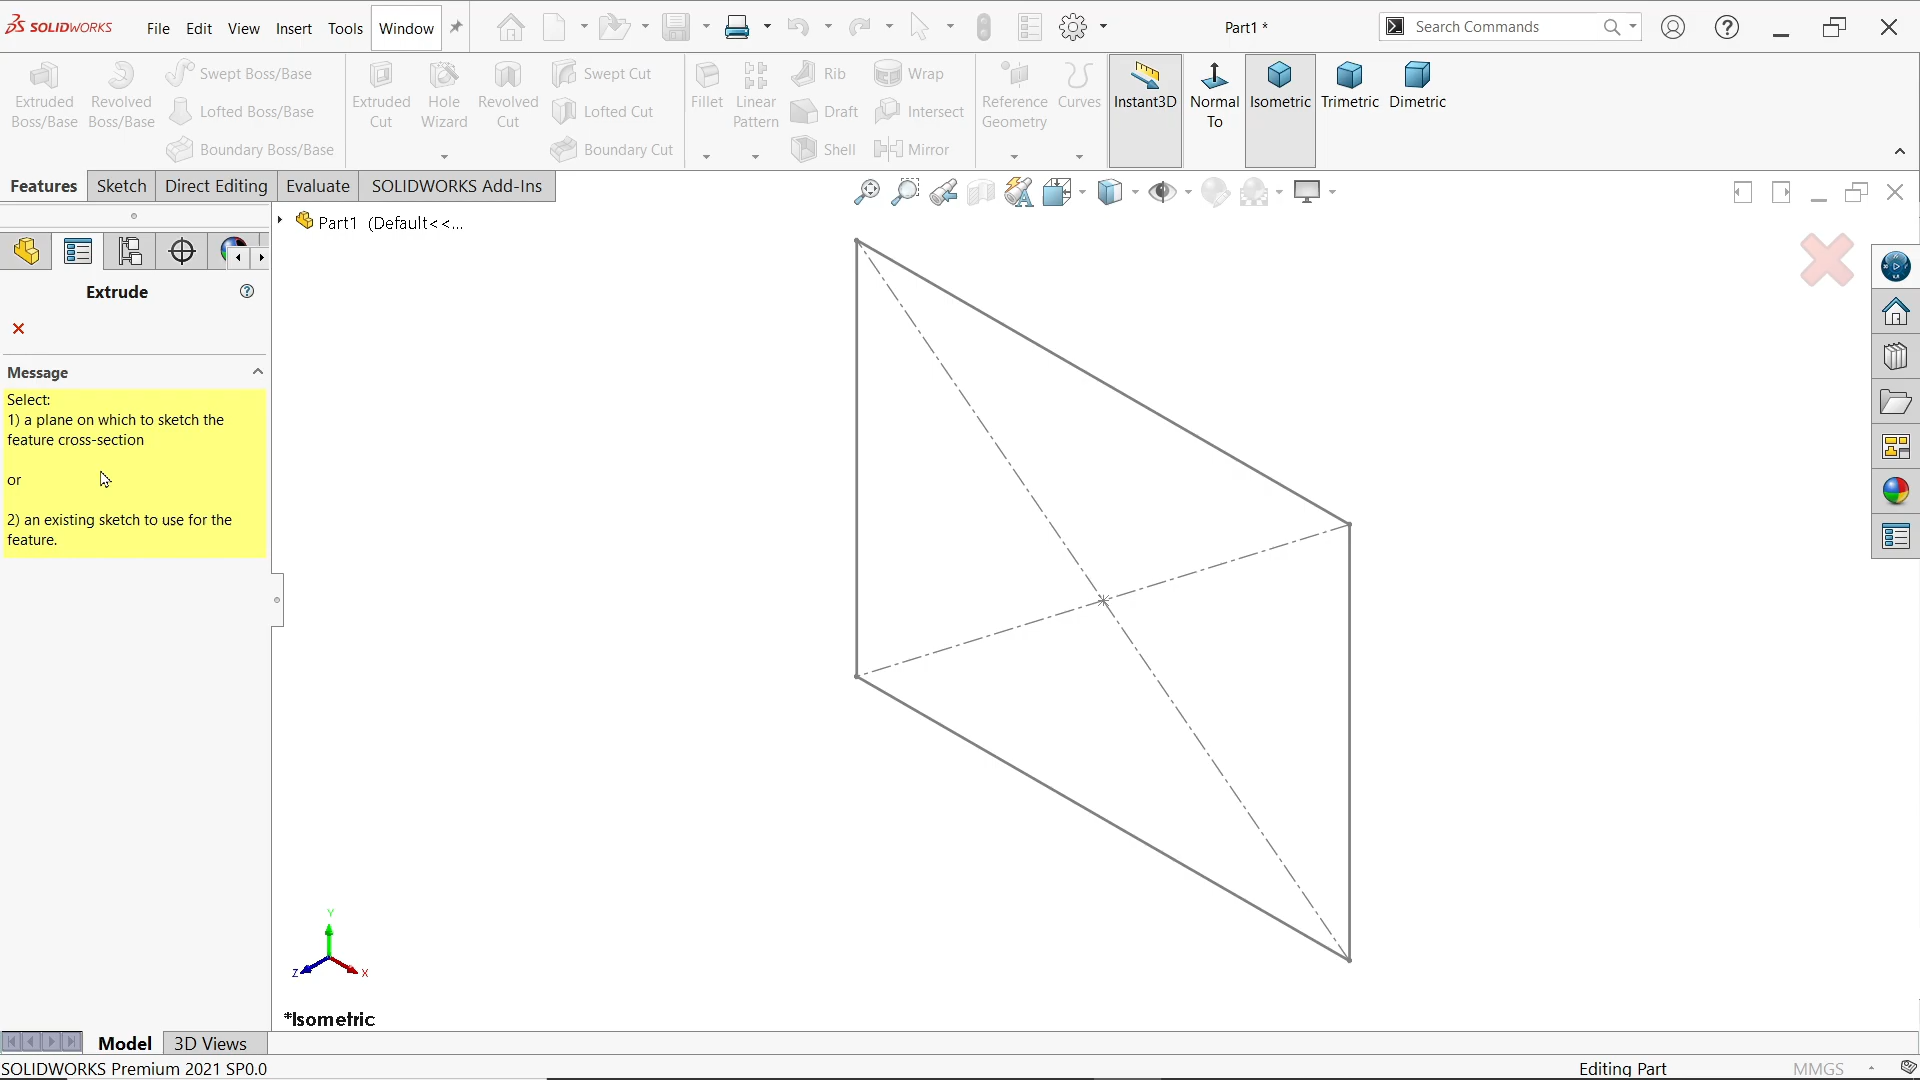 SOLIDWORKS
File Edit View Insert Tools Window
Part1 *
Search Commands
Extruded Boss/Base
Revolved Boss/Base
Swept Boss/Base
Lofted Boss/Base
Boundary Boss/Base
Extruded Cut
Hole Wizard
Revolved Cut
Swept Cut
Lofted Cut
Boundary Cut
Fillet
Linear Pattern
Rib
Draft
Shell
Wrap
Intersect
Mirror
Reference Geometry
Curves
Instant3D
Normal To
Isometric
Trimetric
Dimetric
Features Sketch Direct Editing Evaluate SOLIDWORKS Add-Ins
Part1 (Default<<...
Extrude
Message
Select:
1) a plane on which to sketch the
feature cross-section
or
2) an existing sketch to use for the
feature.
Y
Z
X
*Isometric
Model 3D Views
SOLIDWORKS Premium 2021 SP0.0
Editing Part
MMGS